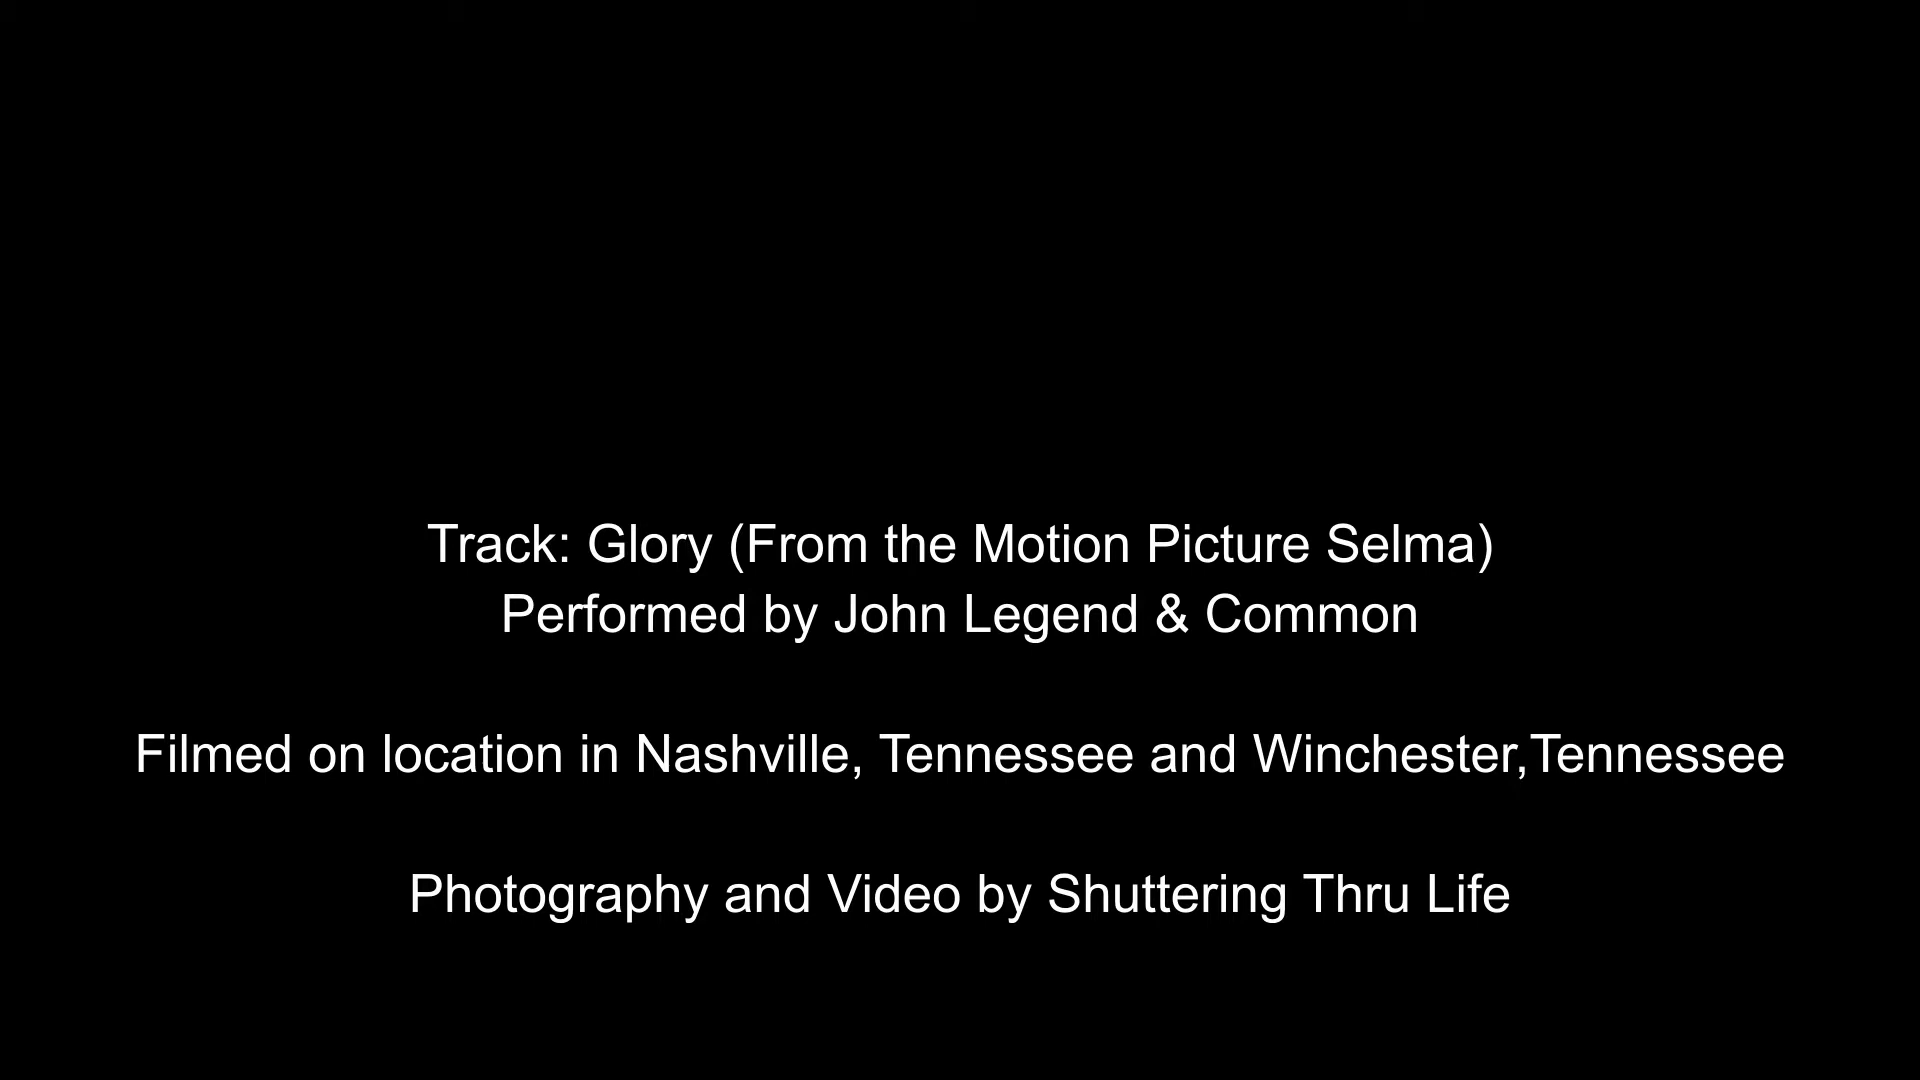 Track: Glory (From the Motion Picture Selma)
Performed by John Legend & Common
Filmed on location in Nashville, Tennessee and Winchester,Tennessee
Photography and Video by Shuttering Thru Life